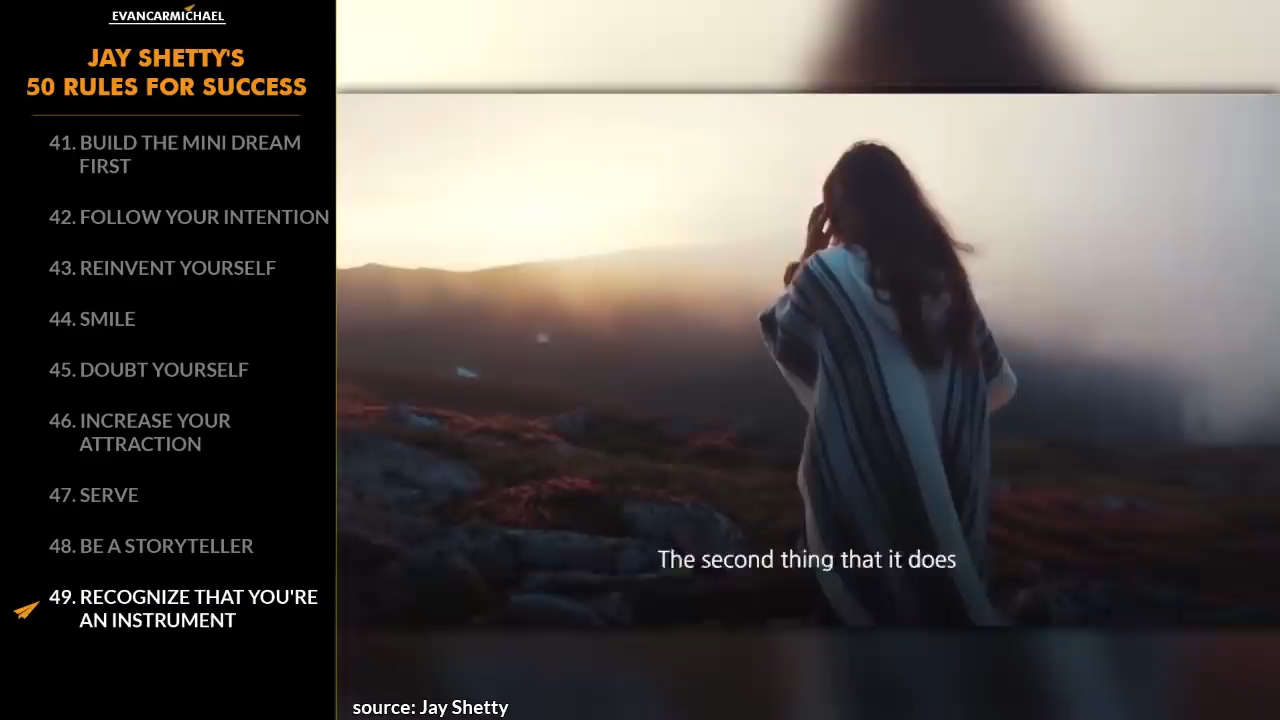 EVANCARMICHAEL
JAY SHETTY'S
50 RULES FOR SUCCESS
41. BUILD THE MINI DREAM
FIRST
42. FOLLOW YOUR INTENTION
43. REINVENT YOURSELF
44. SMILE
45. DOUBT YOURSELF
46. INCREASE YOUR
ATTRACTION
47. SERVE
48. BE A STORYTELLER
49. RECOGNIZE THAT YOU'RE
AN INSTRUMENT
The second thing that it does
source: Jay Shetty